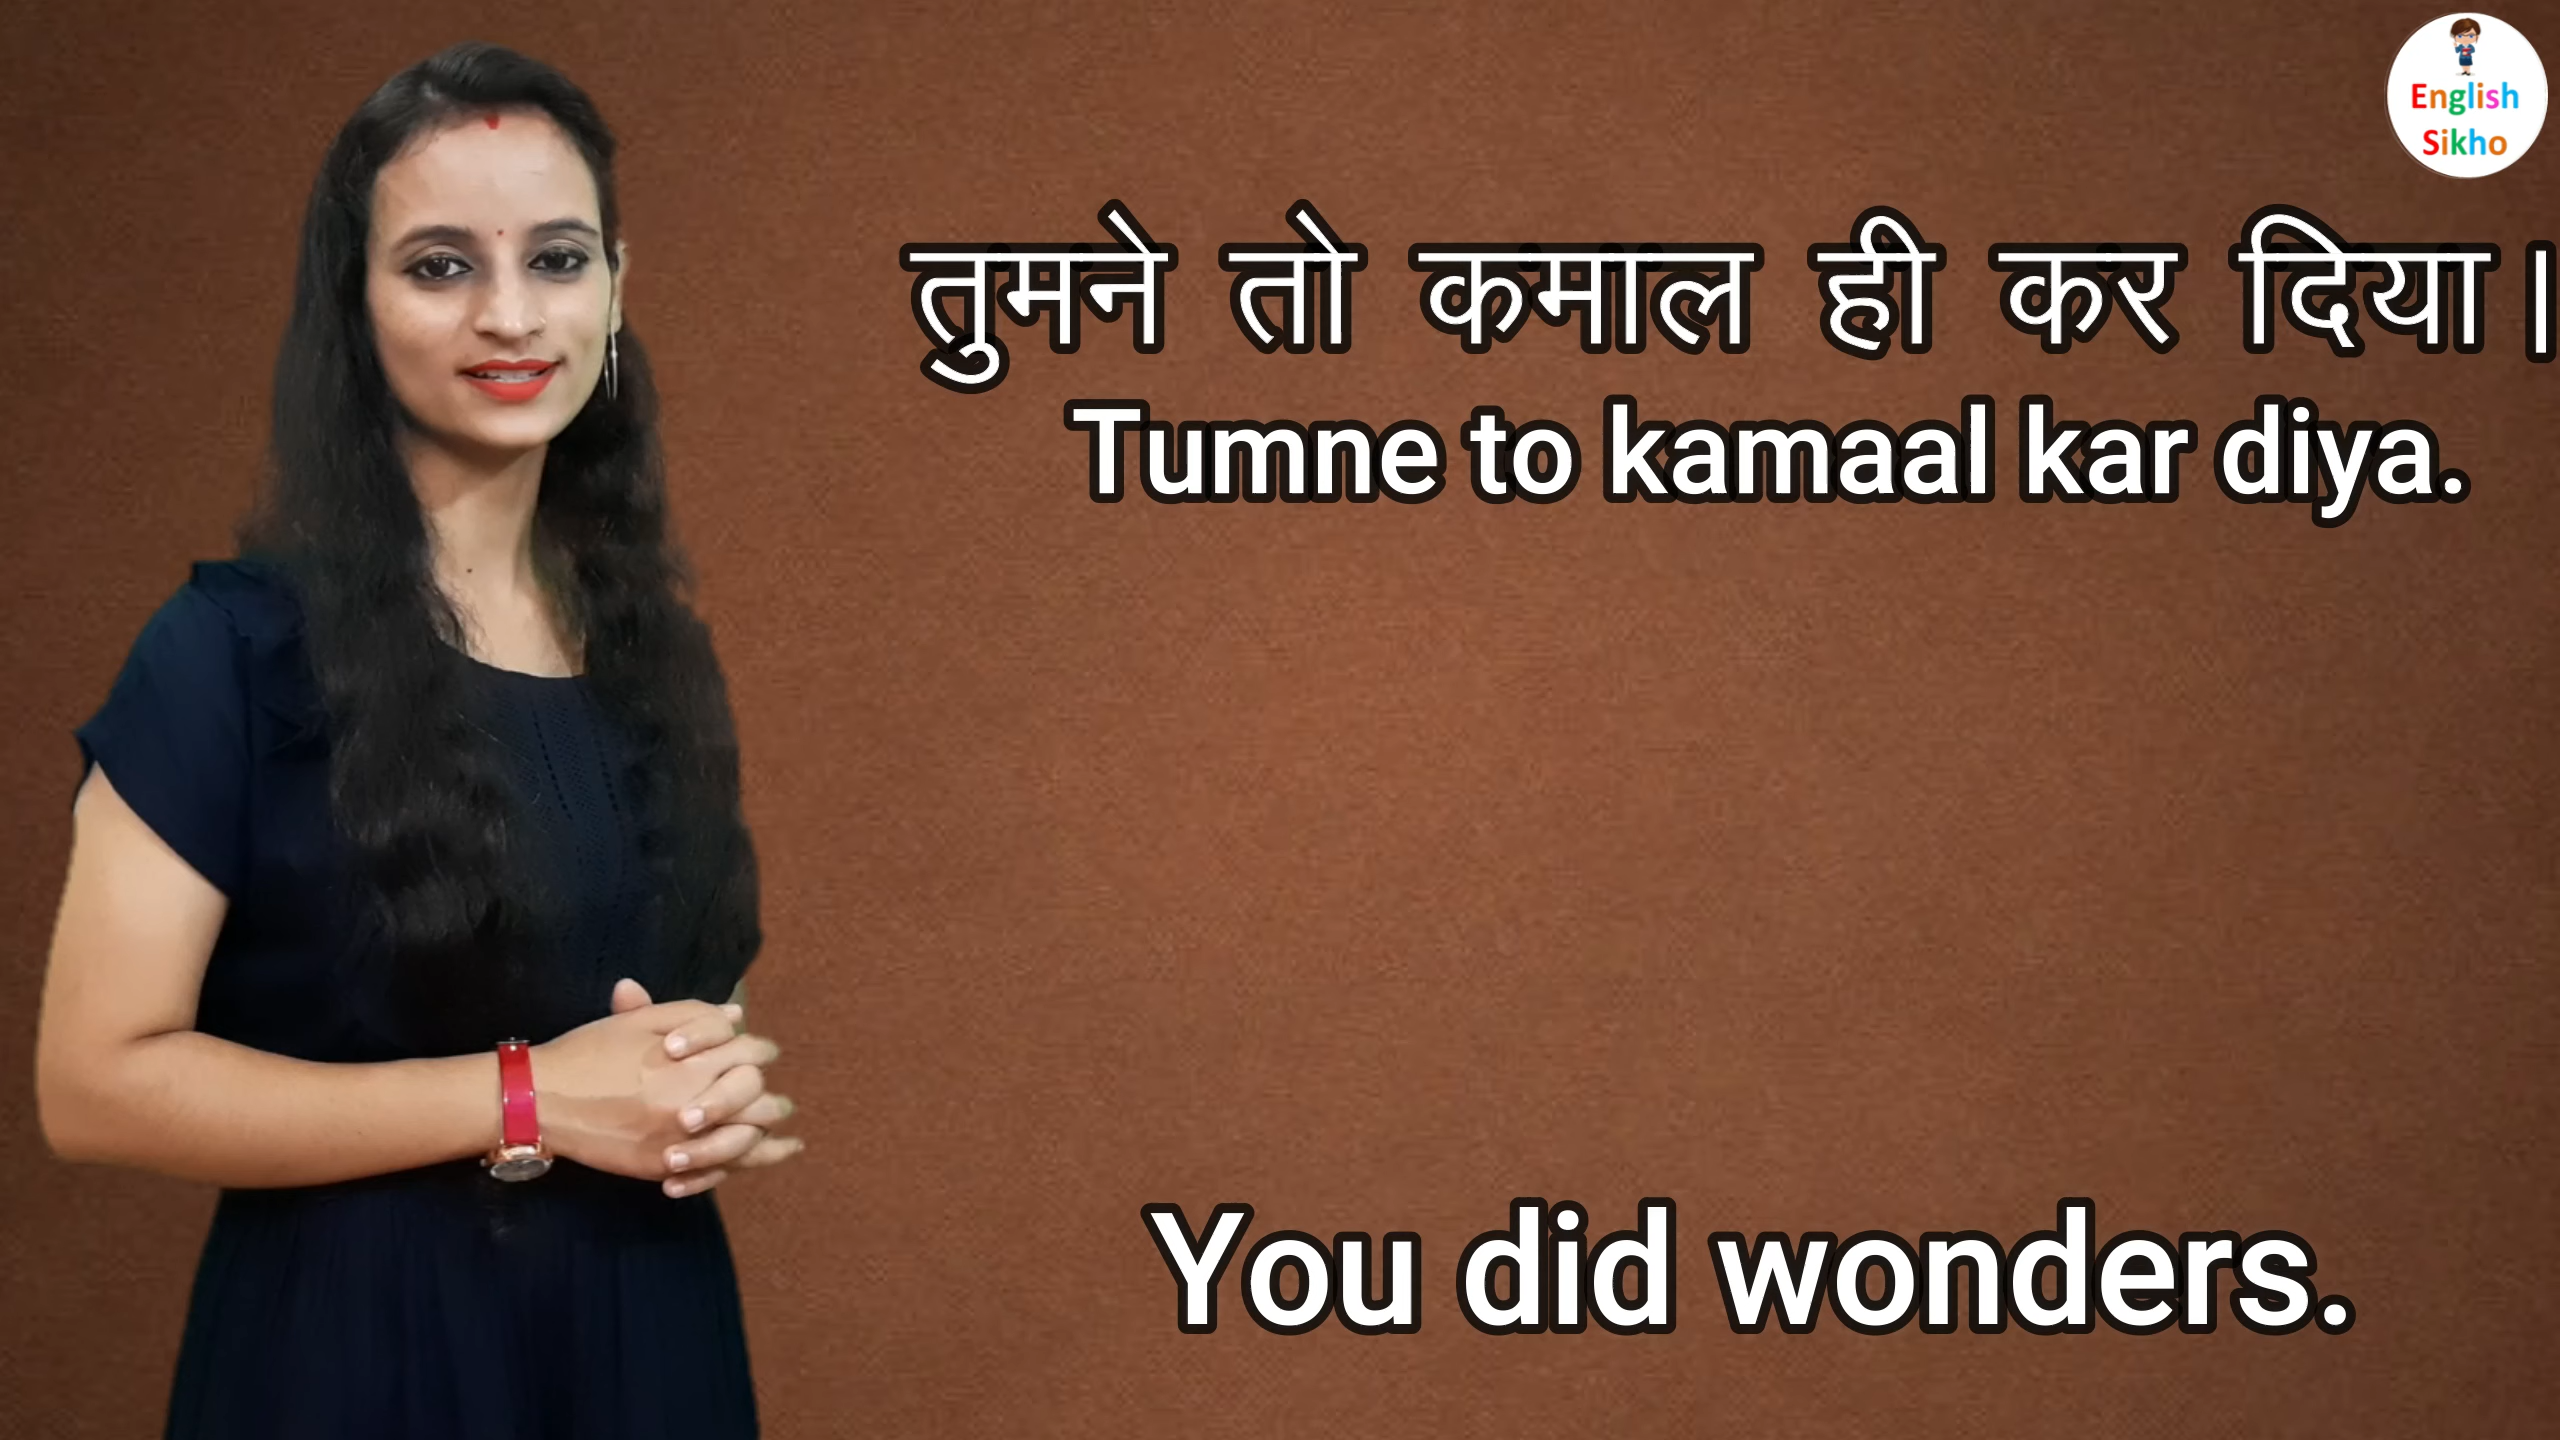 English
Sikho
तुमने तो कमाल ही कर दिया।
Tumne to kamaal kar diya.
You did wonders.